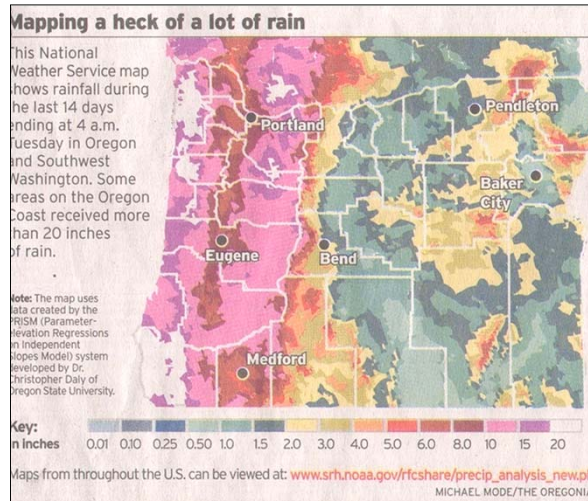 Mapping a heck of a lot of rain
This National
Weather Service map
shows rainfall during
the last 14 days
ending at 4 a.m.
Tuesday in Oregon
and Southwest
Washington. Some
areas on the Oregon
Coast received more
than 20 inches
of rain.
Note: The map uses
data created by the
PRISM (Parameter-
elevation Regressions
on Independent
Slopes Model) system
developed by Dr.
Christopher Daly of
Oregon State University.
Portland
Pendleton
Baker
City
Eugene
Bend
Medford
Key:
in inches
0.01 0.10 0.25 0.50 1.0 1.5 2.0 3.0 4.0 5.0 6.0 8.0 10 15 20
Maps from throughout the U.S. can be viewed at: www.srh.noaa.gov/rfcshare/precip_analysis_new.p
MICHAEL MODE/THE OREGONI